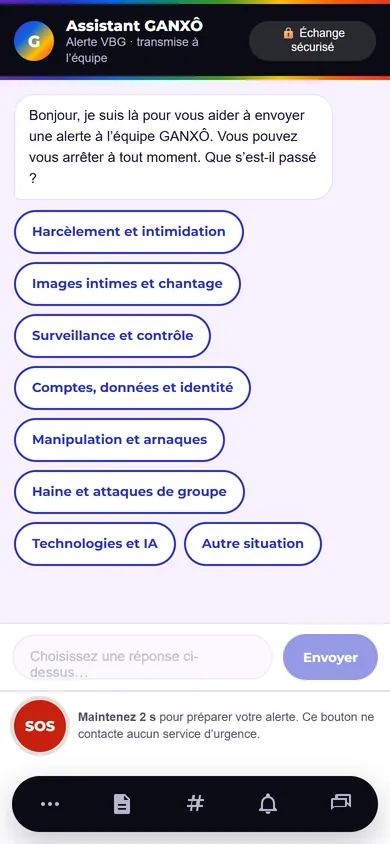 G
Assistant GANXÔ
Alerte VBG · transmise à
l'équipe
🔒 Échange
sécurisé
Bonjour, je suis là pour vous aider à envoyer
une alerte à l'équipe GANXÔ. Vous pouvez
vous arrêter à tout moment. Que s'est-il passé
?
Harcèlement et intimidation
Images intimes et chantage
Surveillance et contrôle
Comptes, données et identité
Manipulation et arnaques
Haine et attaques de groupe
Technologies et IA
Autre situation
Choisissez une réponse ci-
dessus…
Envoyer
SOS
Maintenez 2 s pour préparer votre alerte. Ce bouton ne
contacte aucun service d'urgence.